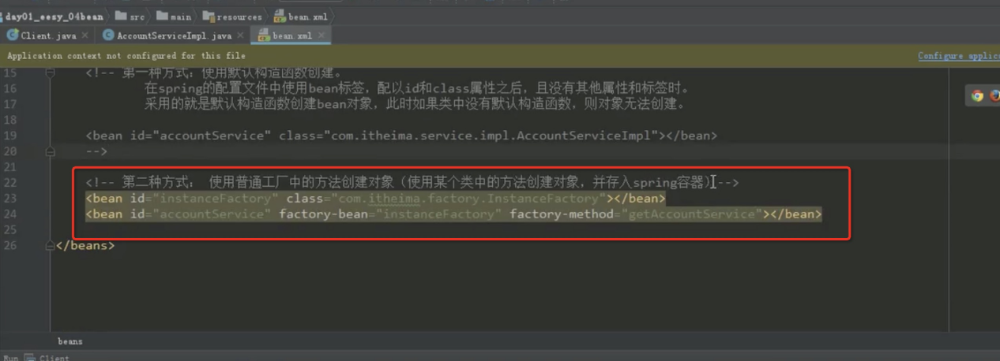 day01_eesy_04bean src main resources bean.xml
Client.java AccountServiceImpl.java bean.xml
Application context not configured for this file
Configure applic
15 <!-- 第一种方式：使用默认构造函数创建。
16 在spring的配置文件中使用bean标签，配以id和class属性之后，且没有其他属性和标签时。
17 采用的就是默认构造函数创建bean对象，此时如果类中没有默认构造函数，则对象无法创建。
18
19 <bean id="accountService" class="com.itheima.service.impl.AccountServiceImpl"></bean>
20 -->
21
22 <!-- 第二种方式： 使用普通工厂中的方法创建对象（使用某个类中的方法创建对象，并存入spring容器）-->
23 <bean id="instanceFactory" class="com.itheima.factory.InstanceFactory"></bean>
24 <bean id="accountService" factory-bean="instanceFactory" factory-method="getAccountService"></bean>
25
26 </beans>
beans
Run Client